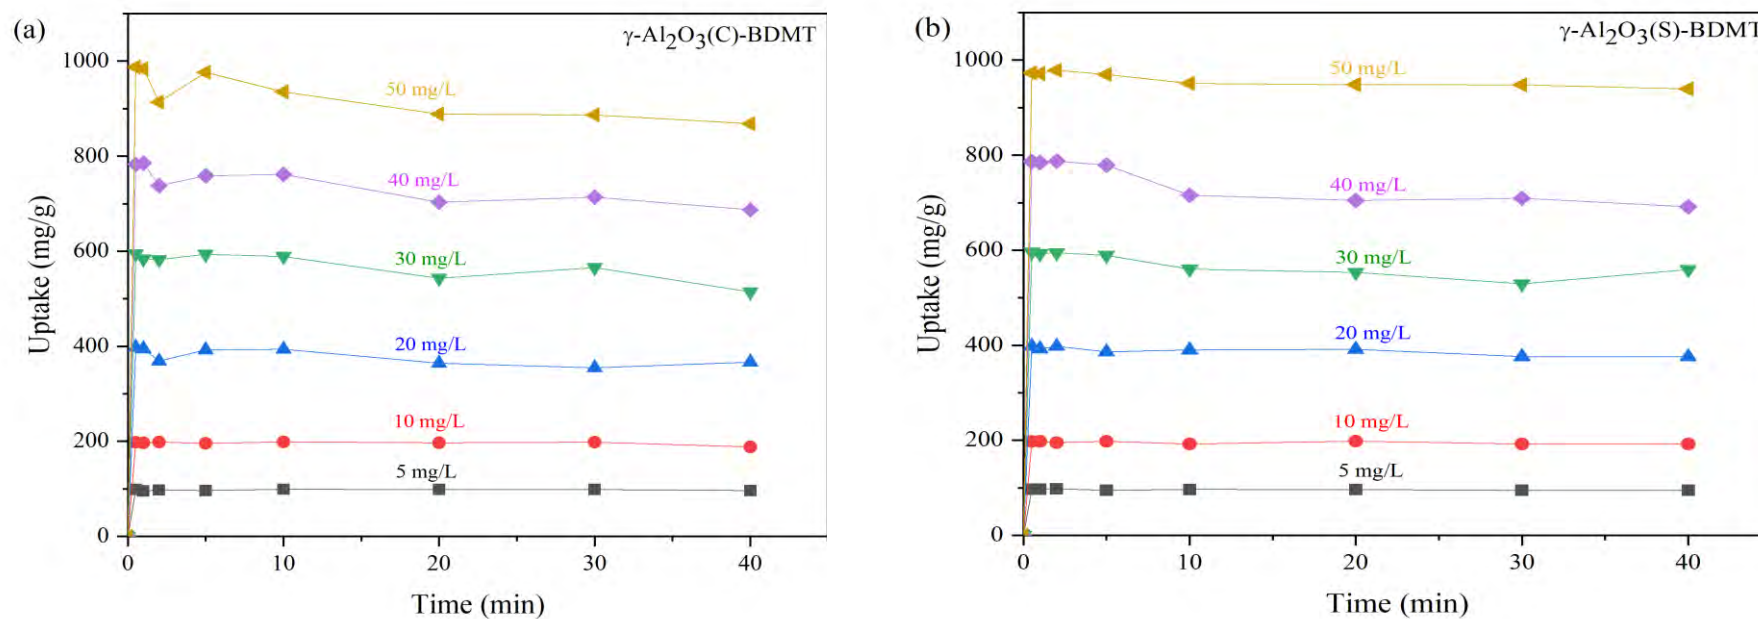 (a)
γ-Al2O3(C)-BDMT
1000
800
600
400
200
0
50 mg/L
40 mg/L
30 mg/L
20 mg/L
10 mg/L
5 mg/L
Uptake (mg/g)
0 10 20 30 40
Time (min)
(b)
γ-Al2O3(S)-BDMT
1000
800
600
400
200
0
50 mg/L
40 mg/L
30 mg/L
20 mg/L
10 mg/L
5 mg/L
Uptake (mg/g)
0 10 20 30 40
Time (min)